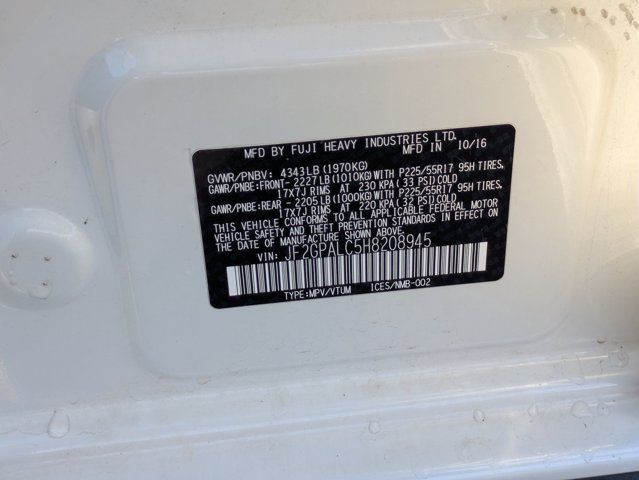 MFD BY FUJI HEAVY INDUSTRIES LTD.
MFD IN 10/16
GVWR/PNBV: 4343LB(1970KG)
GAWR/PNBE:FRONT- 2227LB(1010KG)WITH P225/55R17 95H TIRES,
17X7J RIMS AT 230 KPA(33 PSI)COLD
GAWR/PNBE:REAR - 2205LB(1000KG)WITH P225/55R17 95H TIRES,
17X7J RIMS AT 220 KPA(32 PSI)COLD
THIS VEHICLE CONFORMS TO ALL APPLICABLE FEDERAL MOTOR
VEHICLE SAFETY AND THEFT PREVENTION STANDARDS IN EFFECT ON
THE DATE OF MANUFACTURE SHOWN ABOVE.
VIN: JF2GPALC5H8208945
TYPE:MPV/VTUM ICES/NMB-002